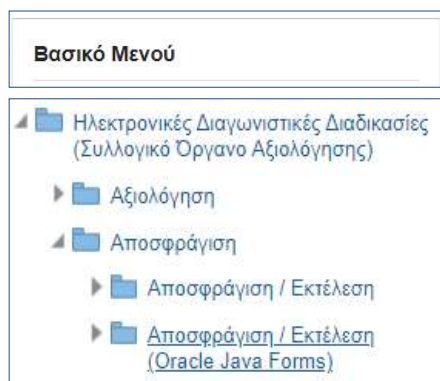 Βασικό Μενού
Ηλεκτρονικές Διαγωνιστικές Διαδικασίες
(Συλλογικό Όργανο Αξιολόγησης)
Αξιολόγηση
Αποσφράγιση
Αποσφράγιση / Εκτέλεση
Αποσφράγιση / Εκτέλεση
(Oracle Java Forms)